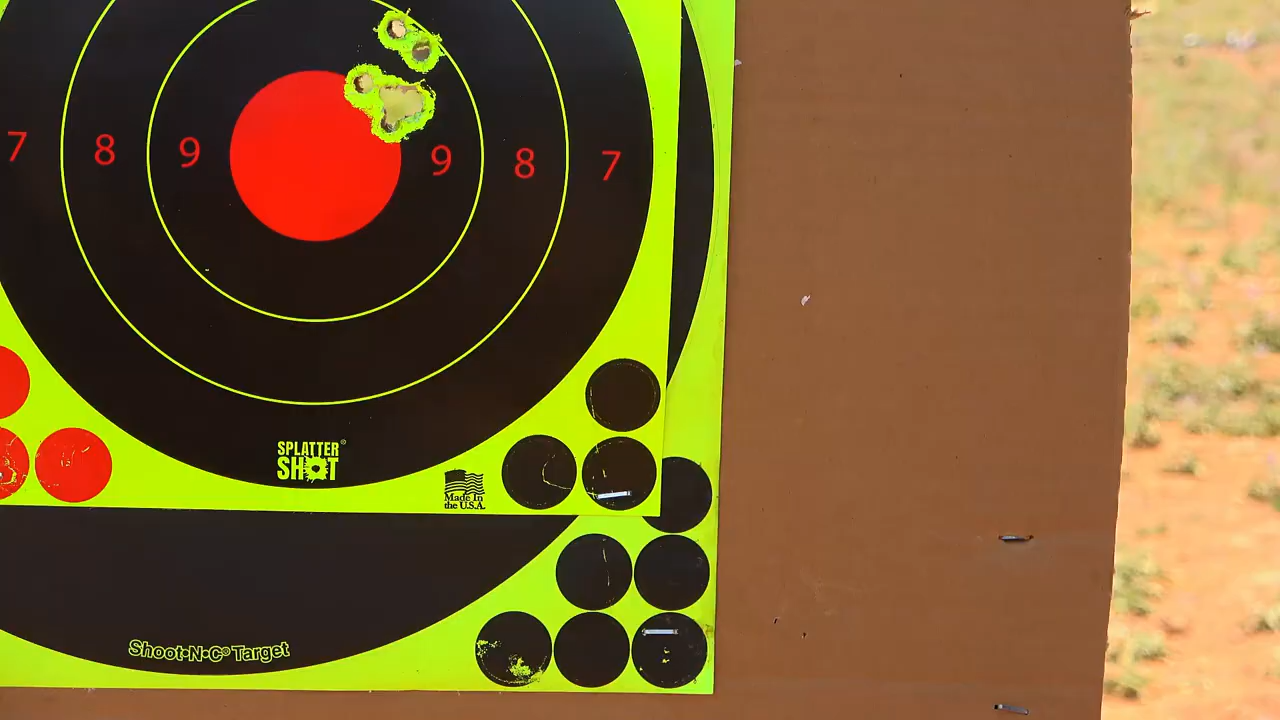 7 8 9 9 8 7
SPLATTER®
SHOT
Made In
the U.S.A.
Shoot•N•C® Target